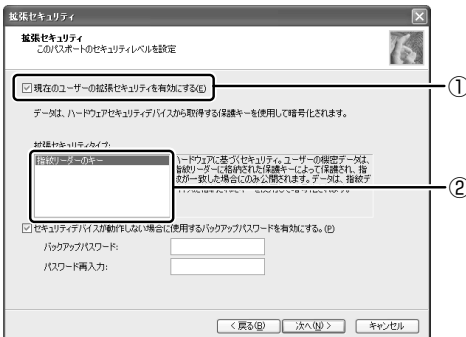 拡張セキュリティ
拡張セキュリティ
このパスポートのセキュリティレベルを設定
現在のユーザーの拡張セキュリティを有効にする(E)
①
データは、ハードウェアセキュリティデバイスから取得する保護キーを使用して暗号化されます。
拡張セキュリティタイプ:
指紋リーダーのキー
ハードウェアに基づくセキュリティ。ユーザーの機密データは、
指紋リーダーに格納された保護キーによって保護され、指
紋が一致した場合にのみ公開されます。データは、指紋デ
②
セキュリティデバイスが動作しない場合に使用するバックアップパスワードを有効にする。(P)
バックアップパスワード:
パスワード再入力:
< 戻る(B)
次へ(N) >
キャンセル